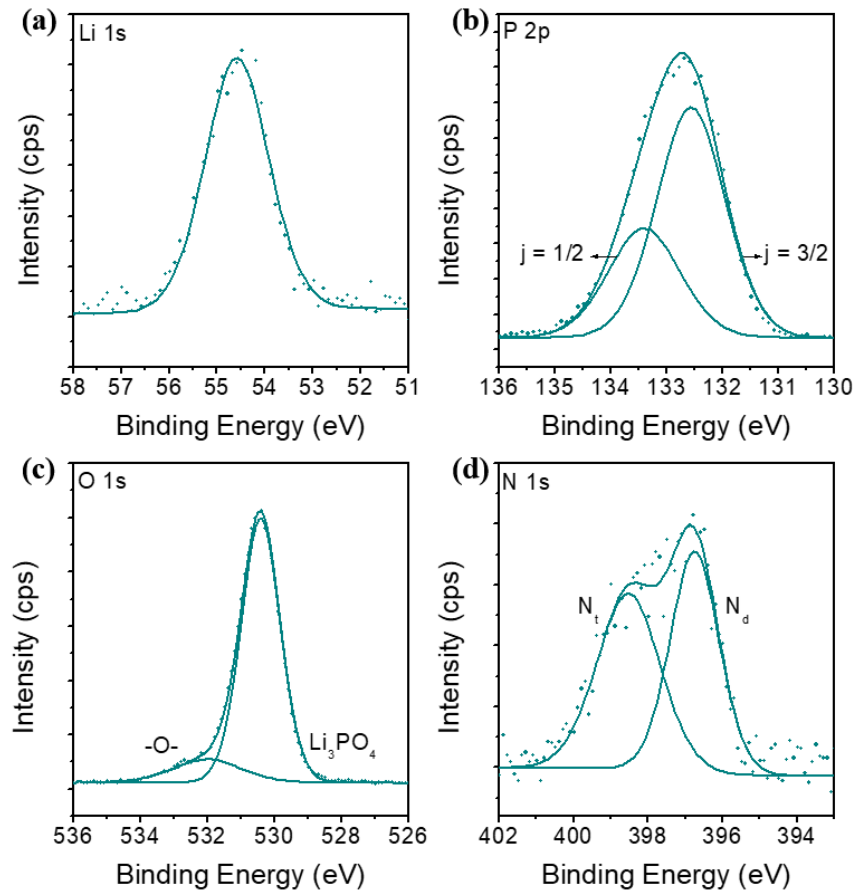 (a)
Li 1s
Intensity (cps)
58 57 56 55 54 53 52 51
Binding Energy (eV)
(b)
P 2p
Intensity (cps)
j = 1/2
j = 3/2
136 135 134 133 132 131 130
Binding Energy (eV)
(c)
O 1s
Intensity (cps)
-O-
Li₃PO₄
536 534 532 530 528 526
Binding Energy (eV)
(d)
N 1s
Intensity (cps)
Nₜ
N_d
402 400 398 396 394
Binding Energy (eV)